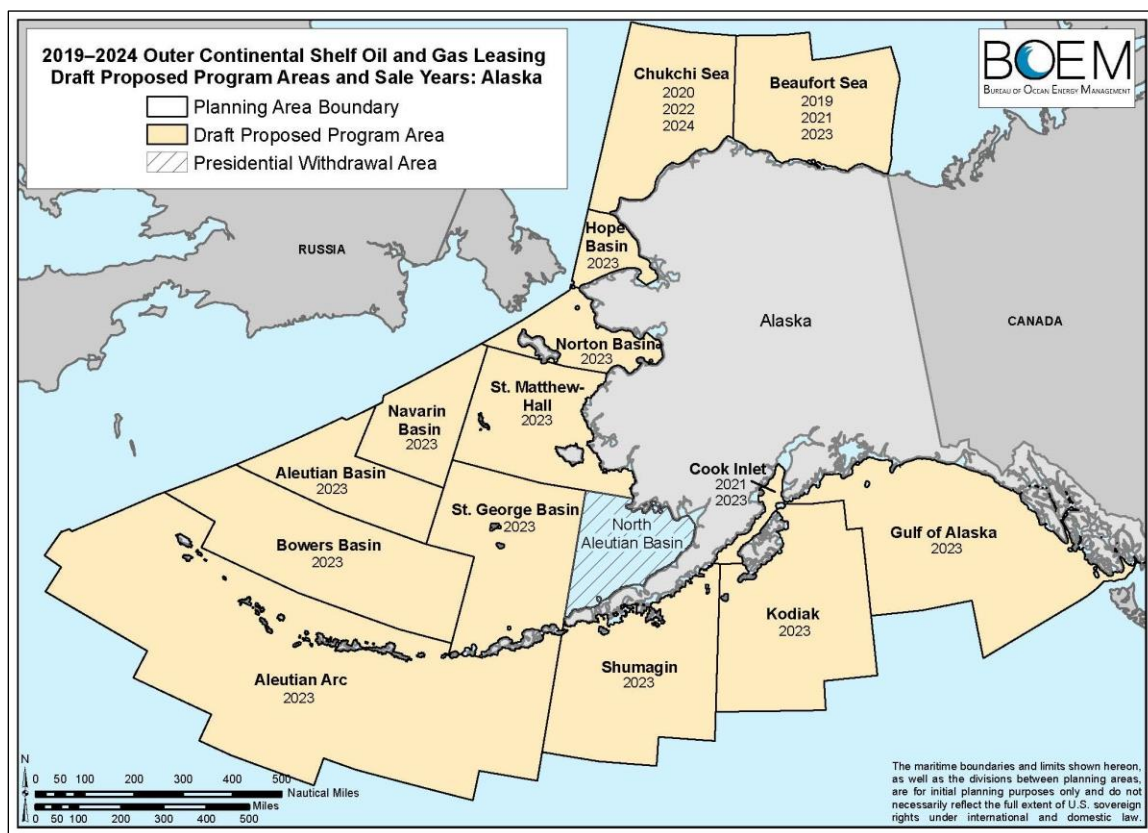 2019–2024 Outer Continental Shelf Oil and Gas Leasing
Draft Proposed Program Areas and Sale Years: Alaska
Planning Area Boundary
Draft Proposed Program Area
Presidential Withdrawal Area
BOEM
BUREAU OF OCEAN ENERGY MANAGEMENT
Chukchi Sea
2020
2022
2024
Beaufort Sea
2019
2021
2023
Hope
Basin
2023
RUSSIA
Alaska
CANADA
Norton Basin
2023
St. Matthew-
Hall
2023
Navarin
Basin
2023
Aleutian Basin
2023
Cook Inlet
2021
2023
St. George Basin
2023
North
Aleutian Basin
Gulf of Alaska
2023
Bowers Basin
2023
Kodiak
2023
Shumagin
2023
Aleutian Arc
2023
N
0 50 100 200 300 400 500
Nautical Miles
Miles
0 50 100 200 300 400 500
The maritime boundaries and limits shown hereon,
as well as the divisions between planning areas,
are for initial planning purposes only and do not
necessarily reflect the full extent of U.S. sovereign
rights under international and domestic law.